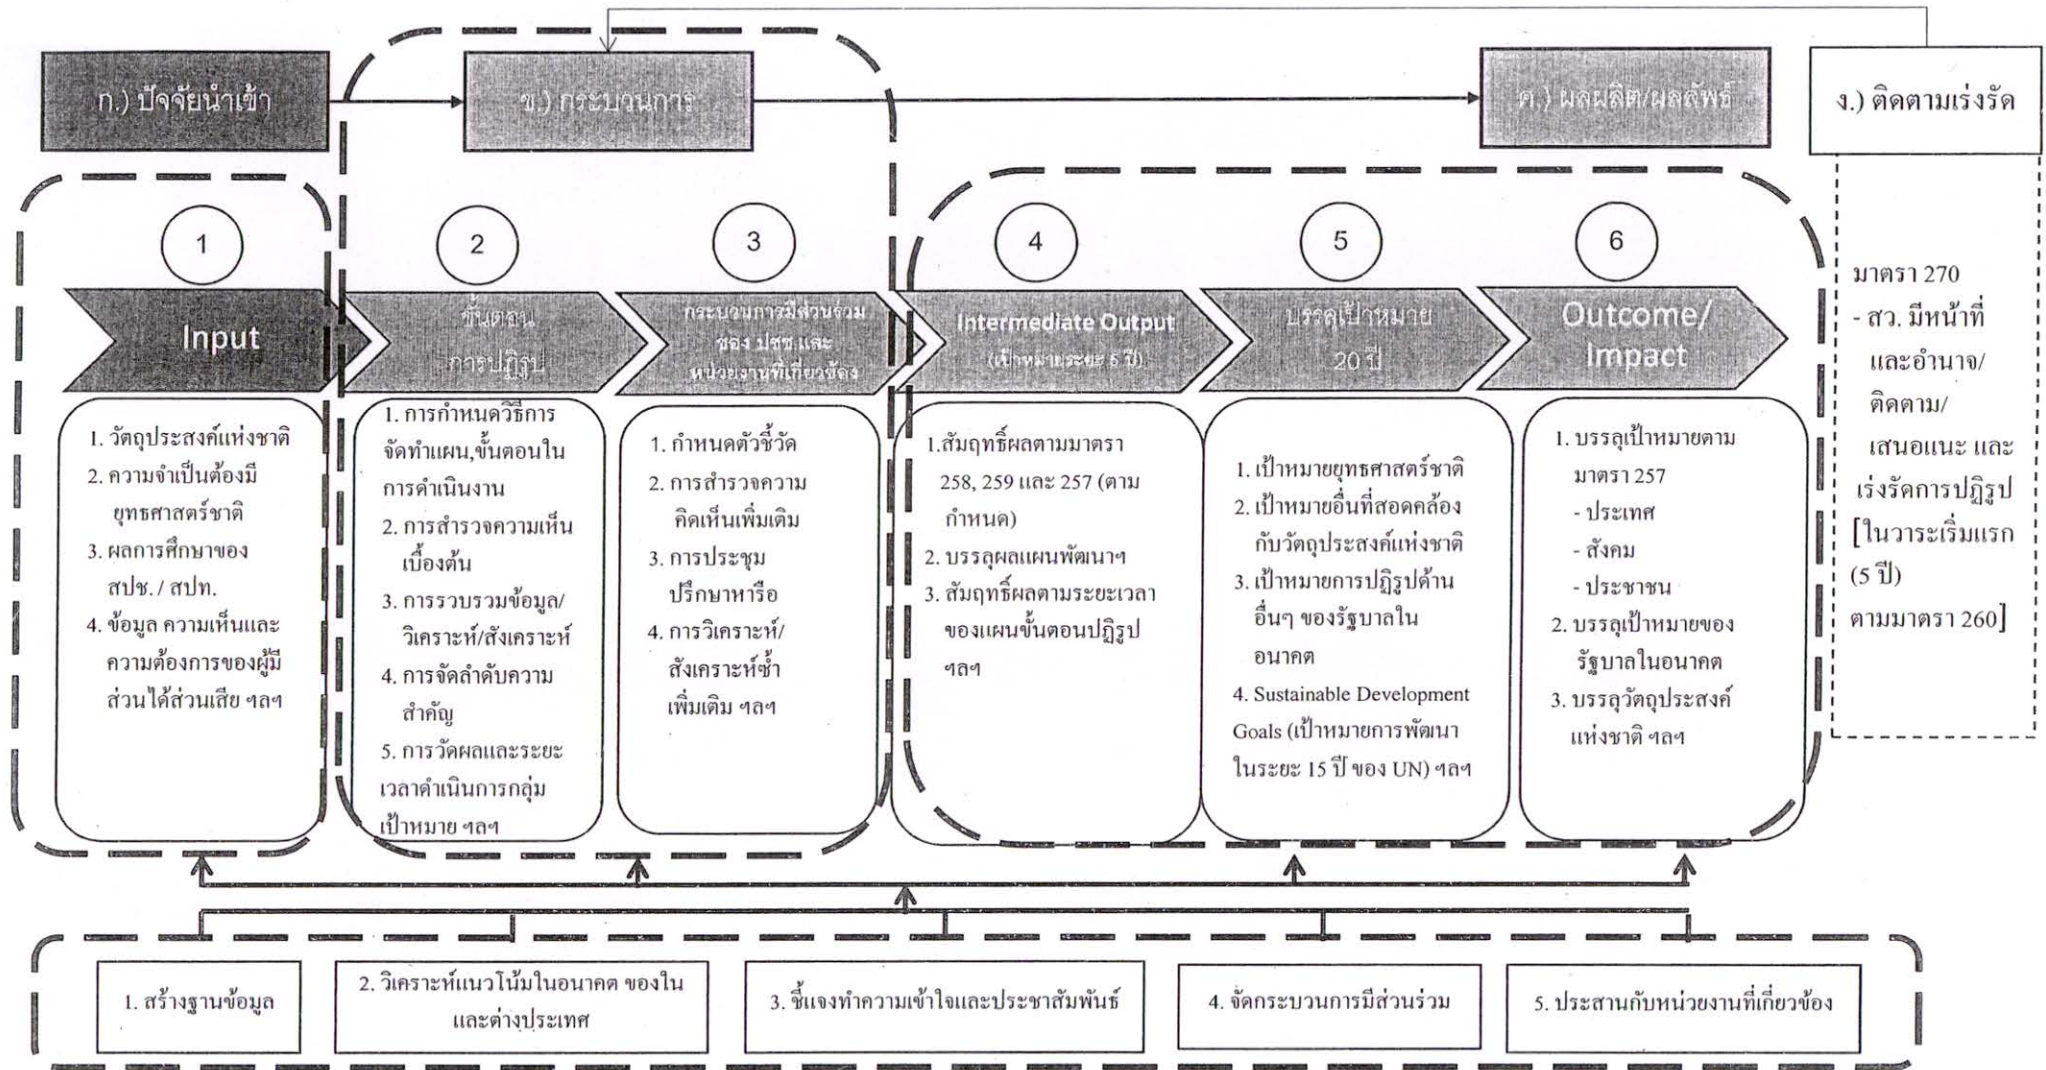 ก.) ปัจจัยนำเข้า
ข.) กระบวนการ
ค.) ผลผลิต/ผลลัพธ์
ง.) ติดตามเร่งรัด
1
2
3
4
5
6
Input
ขั้นตอน
การปฏิรูป
กระบวนการมีส่วนร่วม
ของ ปชช.และ
หน่วยงานที่เกี่ยวข้อง
Intermediate Output
(เป้าหมายระยะ 5 ปี)
บรรลุเป้าหมาย
20 ปี
Outcome/
Impact
1. วัตถุประสงค์แห่งชาติ
2. ความจำเป็นต้องมี
ยุทธศาสตร์ชาติ
3. ผลการศึกษาของ
สปช. / สปท.
4. ข้อมูล ความเห็นและ
ความต้องการของผู้มี
ส่วนได้ส่วนเสีย ฯลฯ
1. การกำหนดวิธีการ
จัดทำแผน,ขั้นตอนใน
การดำเนินงาน
2. การสำรวจความเห็น
เบื้องต้น
3. การรวบรวมข้อมูล/
วิเคราะห์/สังเคราะห์
4. การจัดลำดับความ
สำคัญ
5. การวัดผลและระยะ
เวลาดำเนินการกลุ่ม
เป้าหมาย ฯลฯ
1. กำหนดตัวชี้วัด
2. การสำรวจความ
คิดเห็นเพิ่มเติม
3. การประชุม
ปรึกษาหารือ
4. การวิเคราะห์/
สังเคราะห์ซ้ำ
เพิ่มเติม ฯลฯ
1.สัมฤทธิ์ผลตามมาตรา
258, 259 และ 257 (ตาม
กำหนด)
2. บรรลุผลแผนพัฒนาฯ
3. สัมฤทธิ์ผลตามระยะเวลา
ของแผนขั้นตอนปฏิรูป
ฯลฯ
1. เป้าหมายยุทธศาสตร์ชาติ
2. เป้าหมายอื่นที่สอดคล้อง
กับวัตถุประสงค์แห่งชาติ
3. เป้าหมายการปฏิรูปด้าน
อื่นๆ ของรัฐบาลใน
อนาคต
4. Sustainable Development
Goals (เป้าหมายการพัฒนา
ในระยะ 15 ปี ของ UN) ฯลฯ
1. บรรลุเป้าหมายตาม
มาตรา 257
- ประเทศ
- สังคม
- ประชาชน
2. บรรลุเป้าหมายของ
รัฐบาลในอนาคต
3. บรรลุวัตถุประสงค์
แห่งชาติ ฯลฯ
มาตรา 270
- สว. มีหน้าที่
และอำนาจ/
ติดตาม/
เสนอแนะ และ
เร่งรัดการปฏิรูป
[ในวาระเริ่มแรก
(5 ปี)
ตามมาตรา 260]
1. สร้างฐานข้อมูล
2. วิเคราะห์แนวโน้มในอนาคต ของใน
และต่างประเทศ
3. ชี้แจงทำความเข้าใจและประชาสัมพันธ์
4. จัดกระบวนการมีส่วนร่วม
5. ประสานกับหน่วยงานที่เกี่ยวข้อง